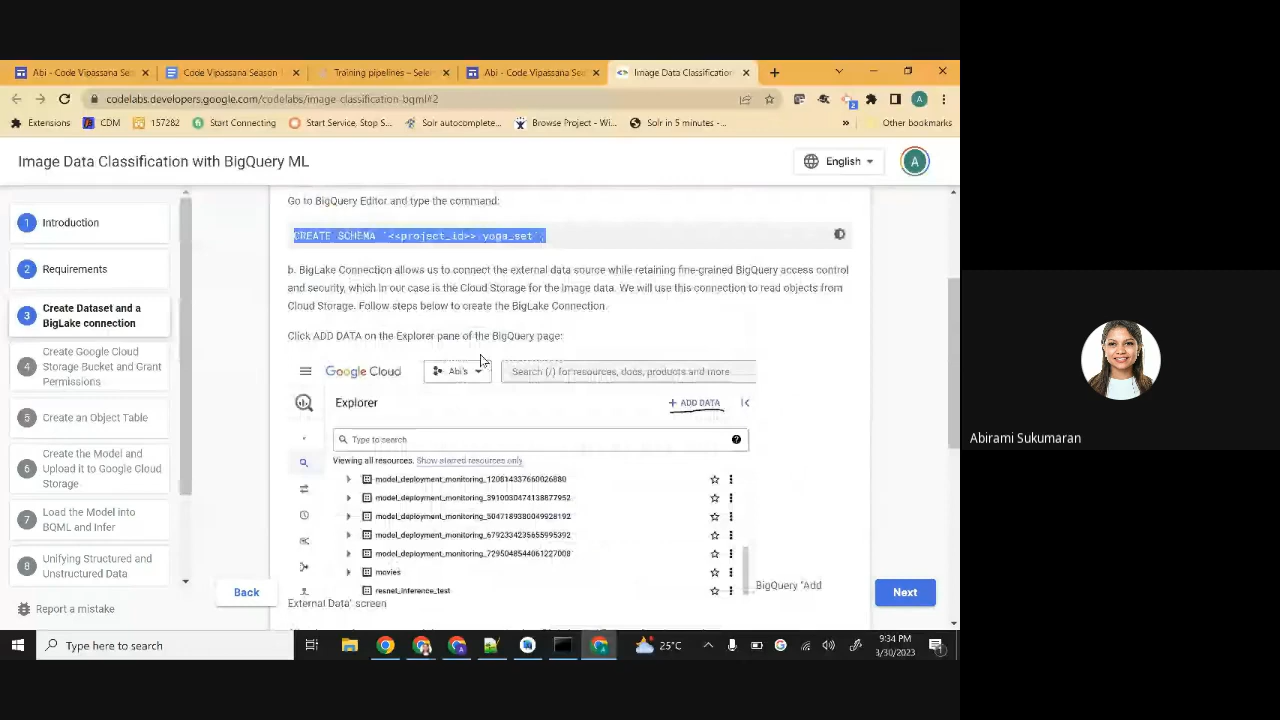 Abi - Code Vipassana Se
Code Vipassana Season
Training pipelines – Sele
Abi - Code Vipassana Se
Image Data Classification
codelabs.developers.google.com/codelabs/image-classification-bqml#2
Extensions
CDM
157282
Start Connecting
Start Service, Stop S...
Solr autocomplete...
Browse Project - Wi...
Solr in 5 minutes -...
»
Other bookmarks
Image Data Classification with BigQuery ML
English
A
1 Introduction
2 Requirements
3 Create Dataset and a
BigLake connection
4 Create Google Cloud
Storage Bucket and Grant
Permissions
5 Create an Object Table
6 Create the Model and
Upload it to Google Cloud
Storage
7 Load the Model into
BQML and Infer
8 Unifying Structured and
Unstructured Data
Report a mistake
Go to BigQuery Editor and type the command:
CREATE SCHEMA `<<project_id>> yoga_set`;
b. BigLake Connection allows us to connect the external data source while retaining fine-grained BigQuery access control
and security, which in our case is the Cloud Storage for the image data. We will use this connection to read objects from
Cloud Storage. Follow steps below to create the BigLake Connection.
Click ADD DATA on the Explorer pane of the BigQuery page:
Google Cloud
Abi's
Search (/) for resources, docs, products and more
Explorer
+ ADD DATA
Type to search
Viewing all resources. Show starred resources only
model_deployment_monitoring_120814337660026880
model_deployment_monitoring_3910030474138877952
model_deployment_monitoring_504718938004992​8192
model_deployment_monitoring_6792334235655995392
model_deployment_monitoring_7295048544061227008
movies
resnet_inference_test
BigQuery "Add
External Data" screen
Back
Next
Type here to search
25°C
9:34 PM
3/30/2023
Abirami Sukumaran